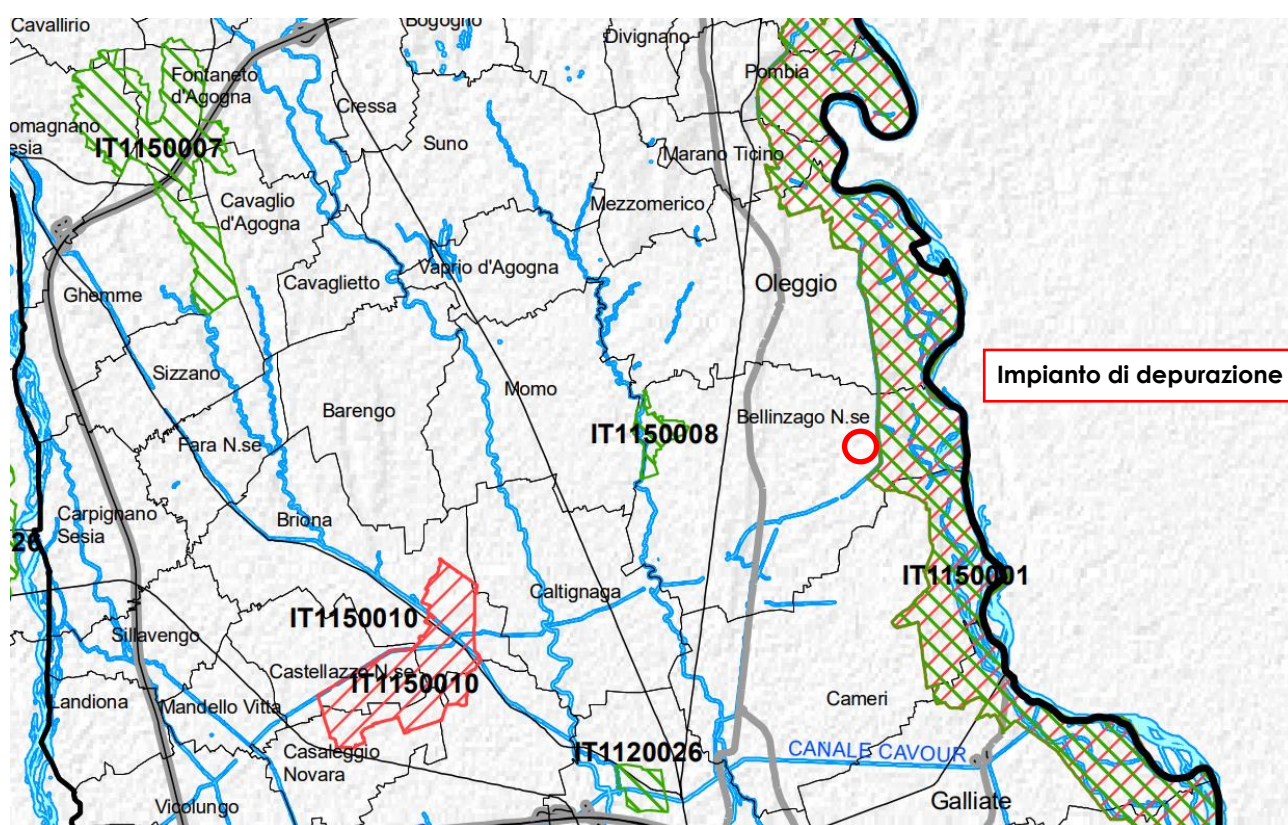 Cavallirio
Bogogno
Divignano
Pombia
Fontaneto
d'Agogna
Cressa
omagnano
esia
IT1150007
Suno
Marano Ticino
Cavaglio
d'Agogna
Mezzomerico
Vaprio d'Agogna
Oleggio
Ghemme
Cavaglietto
Impianto di depurazione
Sizzano
Momo
Barengo
Bellinzago N.se
IT1150008
Fara N.se
Carpignano
Sesia
Briona
26
IT1150001
Caltignaga
IT1150010
Sillavengo
Castellazzo N.se
IT1150010
Landiona
Mandello Vitta
Cameri
Casaleggio
Novara
IT1120026
CANALE CAVOUR
Vicolungo
Galliate